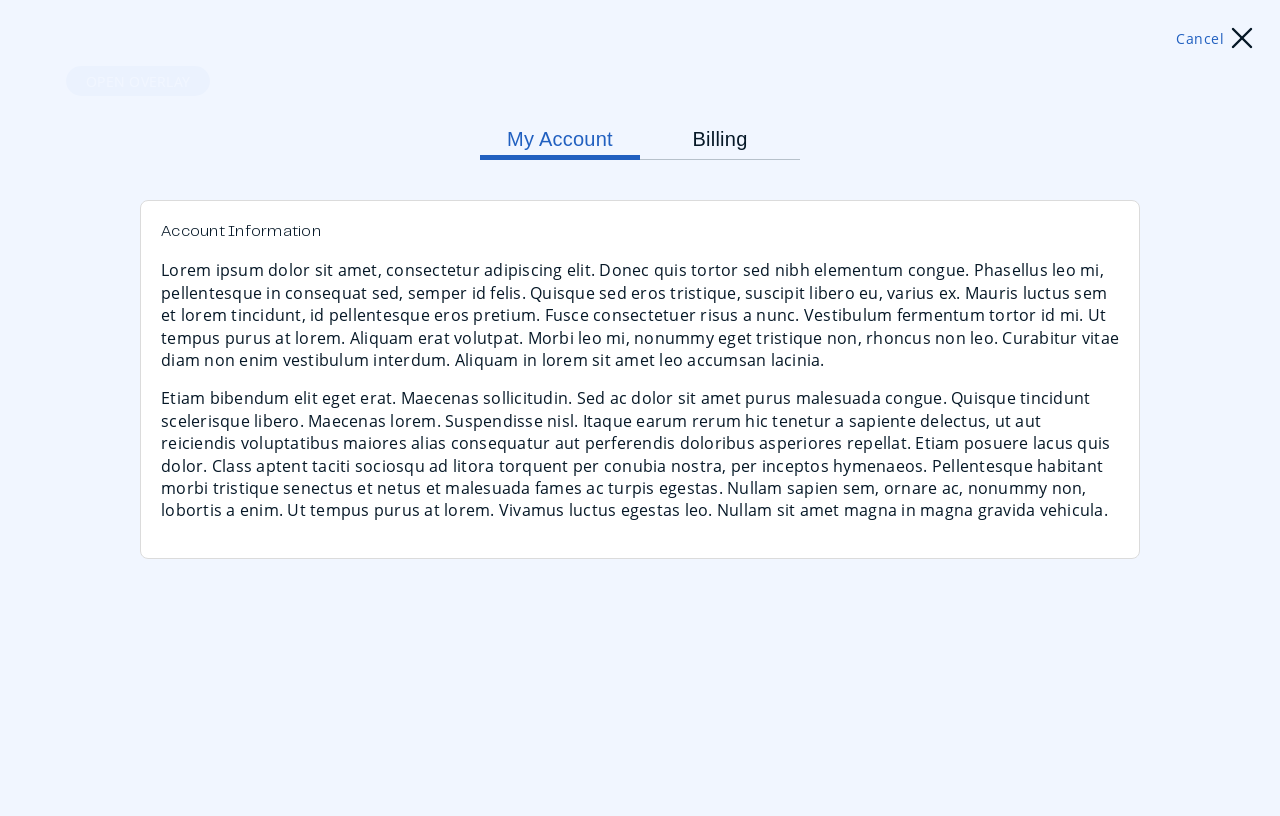 Cancel
OPEN OVERLAY
My Account
Billing
Account Information
Lorem ipsum dolor sit amet, consectetur adipiscing elit. Donec quis tortor sed nibh elementum congue. Phasellus leo mi,
pellentesque in consequat sed, semper id felis. Quisque sed eros tristique, suscipit libero eu, varius ex. Mauris luctus sem
et lorem tincidunt, id pellentesque eros pretium. Fusce consectetuer risus a nunc. Vestibulum fermentum tortor id mi. Ut
tempus purus at lorem. Aliquam erat volutpat. Morbi leo mi, nonummy eget tristique non, rhoncus non leo. Curabitur vitae
diam non enim vestibulum interdum. Aliquam in lorem sit amet leo accumsan lacinia.
Etiam bibendum elit eget erat. Maecenas sollicitudin. Sed ac dolor sit amet purus malesuada congue. Quisque tincidunt
scelerisque libero. Maecenas lorem. Suspendisse nisl. Itaque earum rerum hic tenetur a sapiente delectus, ut aut
reiciendis voluptatibus maiores alias consequatur aut perferendis doloribus asperiores repellat. Etiam posuere lacus quis
dolor. Class aptent taciti sociosqu ad litora torquent per conubia nostra, per inceptos hymenaeos. Pellentesque habitant
morbi tristique senectus et netus et malesuada fames ac turpis egestas. Nullam sapien sem, ornare ac, nonummy non,
lobortis a enim. Ut tempus purus at lorem. Vivamus luctus egestas leo. Nullam sit amet magna in magna gravida vehicula.